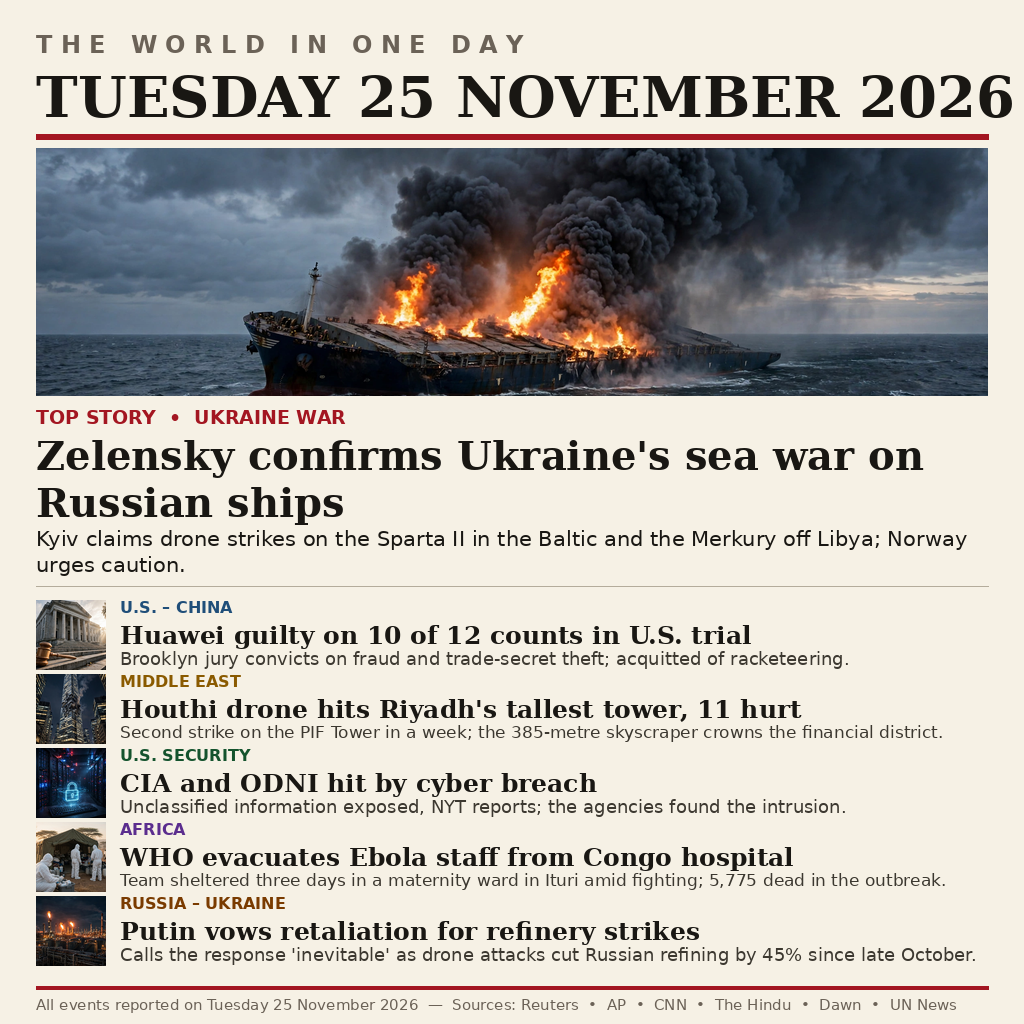 THE WORLD IN ONE DAY
TUESDAY 25 NOVEMBER 2026
TOP STORY • UKRAINE WAR
Zelensky confirms Ukraine's sea war on
Russian ships
Kyiv claims drone strikes on the Sparta II in the Baltic and the Merkury off Libya; Norway
urges caution.
U.S. – CHINA
Huawei guilty on 10 of 12 counts in U.S. trial
Brooklyn jury convicts on fraud and trade-secret theft; acquitted of racketeering.
MIDDLE EAST
Houthi drone hits Riyadh's tallest tower, 11 hurt
Second strike on the PIF Tower in a week; the 385-metre skyscraper crowns the financial district.
U.S. SECURITY
CIA and ODNI hit by cyber breach
Unclassified information exposed, NYT reports; the agencies found the intrusion.
AFRICA
WHO evacuates Ebola staff from Congo hospital
Team sheltered three days in a maternity ward in Ituri amid fighting; 5,775 dead in the outbreak.
RUSSIA – UKRAINE
Putin vows retaliation for refinery strikes
Calls the response 'inevitable' as drone attacks cut Russian refining by 45% since late October.
All events reported on Tuesday 25 November 2026 — Sources: Reuters • AP • CNN • The Hindu • Dawn • UN News